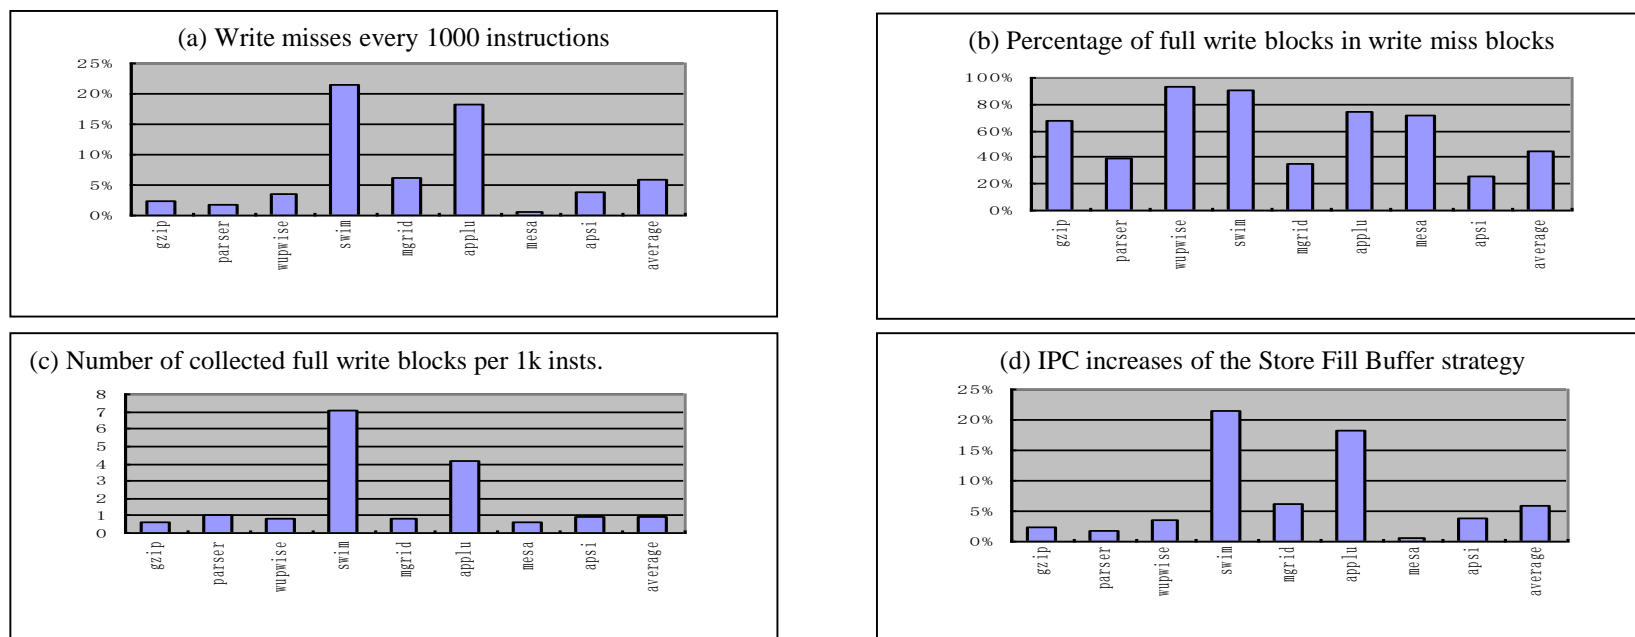 (a) Write misses every 1000 instructions
25%
20%
15%
10%
5%
0%
gzip
parser
wupwise
swim
mgrid
applu
mesa
apsi
average
(b) Percentage of full write blocks in write miss blocks
100%
80%
60%
40%
20%
0%
gzip
parser
wupwise
swim
mgrid
applu
mesa
apsi
average
(c) Number of collected full write blocks per 1k insts.
8
7
6
5
4
3
2
1
0
gzip
parser
wupwise
swim
mgrid
applu
mesa
apsi
average
(d) IPC increases of the Store Fill Buffer strategy
25%
20%
15%
10%
5%
0%
gzip
parser
wupwise
swim
mgrid
applu
mesa
apsi
average